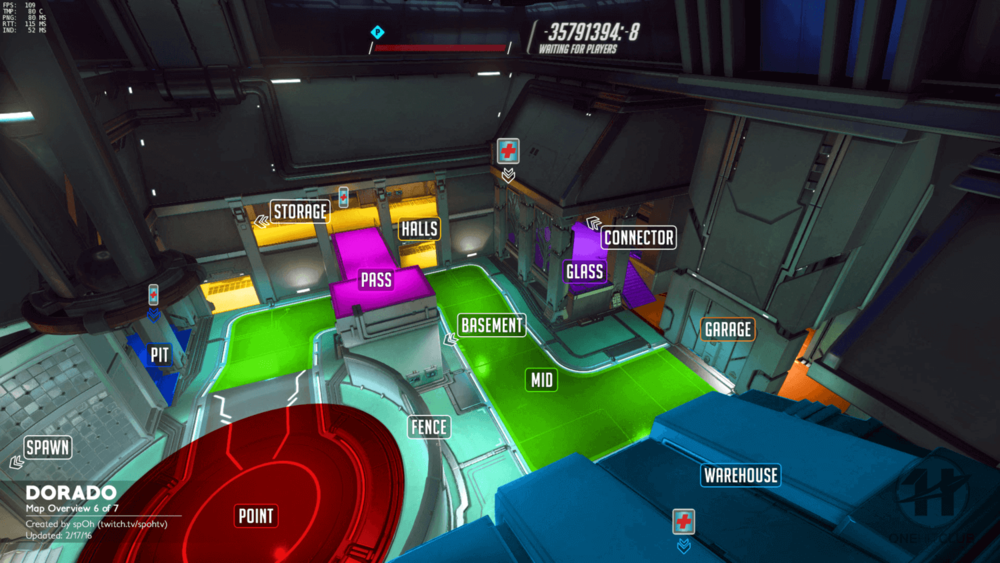 FPS: 109
TMP: 80 C
PNG: 80 MS
RTT: 115 MS
IND: 52 MS
P
-35791394:-8
WAITING FOR PLAYERS
STORAGE
HALLS
CONNECTOR
PASS
GLASS
BASEMENT
GARAGE
PIT
MID
FENCE
SPAWN
WAREHOUSE
POINT
DORADO
Map Overview 6 of 7
Created by spOh (twitch.tv/spohtv)
Updated: 2/17/16